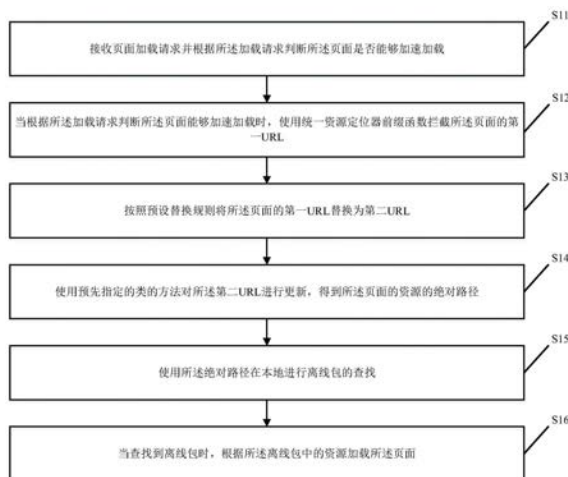 S11
接收页面加载请求并根据所述加载请求判断所述页面是否能够加速加载
S12
当根据所述加载请求判断所述页面能够加速加载时，使用统一资源定位器前缀函数拦截所述页面的第
一URL
S13
按照预设替换规则将所述页面的第一URL替换为第二URL
S14
使用预先指定的类的方法对所述第二URL进行更新，得到所述页面的资源的绝对路径
S15
使用所述绝对路径在本地进行离线包的查找
S16
当查找到离线包时，根据所述离线包中的资源加载所述页面